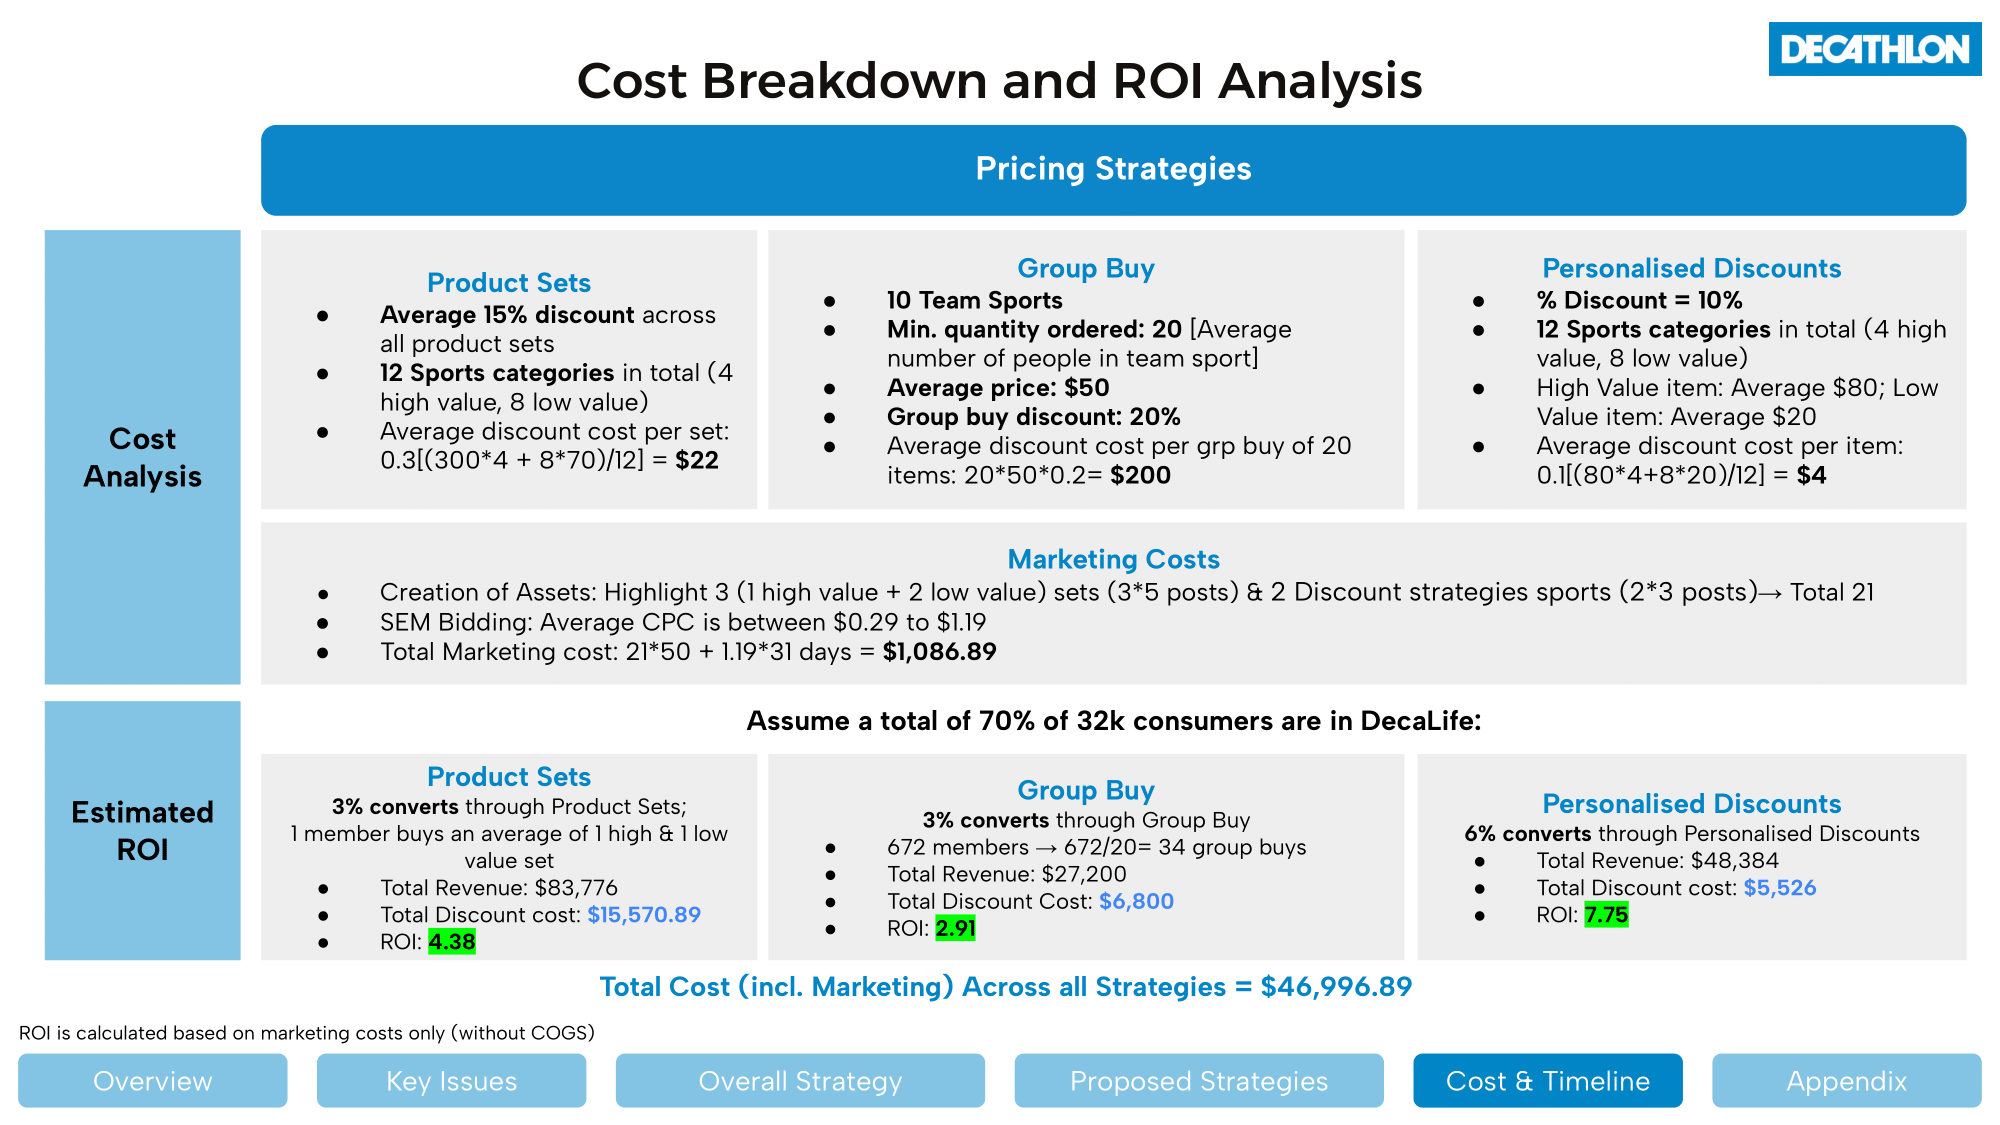 DECATHLON
Cost Breakdown and ROI Analysis
Pricing Strategies
Cost
Analysis
Product Sets
● Average 15% discount across
all product sets
● 12 Sports categories in total (4
high value, 8 low value)
● Average discount cost per set:
0.3[(300*4 + 8*70)/12] = $22
Group Buy
● 10 Team Sports
● Min. quantity ordered: 20 [Average
number of people in team sport]
● Average price: $50
● Group buy discount: 20%
● Average discount cost per grp buy of 20
items: 20*50*0.2= $200
Personalised Discounts
● % Discount = 10%
● 12 Sports categories in total (4 high
value, 8 low value)
● High Value item: Average $80; Low
Value item: Average $20
● Average discount cost per item:
0.1[(80*4+8*20)/12] = $4
Marketing Costs
● Creation of Assets: Highlight 3 (1 high value + 2 low value) sets (3*5 posts) & 2 Discount strategies sports (2*3 posts)→ Total 21
● SEM Bidding: Average CPC is between $0.29 to $1.19
● Total Marketing cost: 21*50 + 1.19*31 days = $1,086.89
Estimated
ROI
Assume a total of 70% of 32k consumers are in DecaLife:
Product Sets
3% converts through Product Sets;
1 member buys an average of 1 high & 1 low
value set
● Total Revenue: $83,776
● Total Discount cost: $15,570.89
● ROI: 4.38
Group Buy
3% converts through Group Buy
● 672 members → 672/20= 34 group buys
● Total Revenue: $27,200
● Total Discount Cost: $6,800
● ROI: 2.91
Personalised Discounts
6% converts through Personalised Discounts
● Total Revenue: $48,384
● Total Discount cost: $5,526
● ROI: 7.75
Total Cost (incl. Marketing) Across all Strategies = $46,996.89
ROI is calculated based on marketing costs only (without COGS)
Overview
Key Issues
Overall Strategy
Proposed Strategies
Cost & Timeline
Appendix